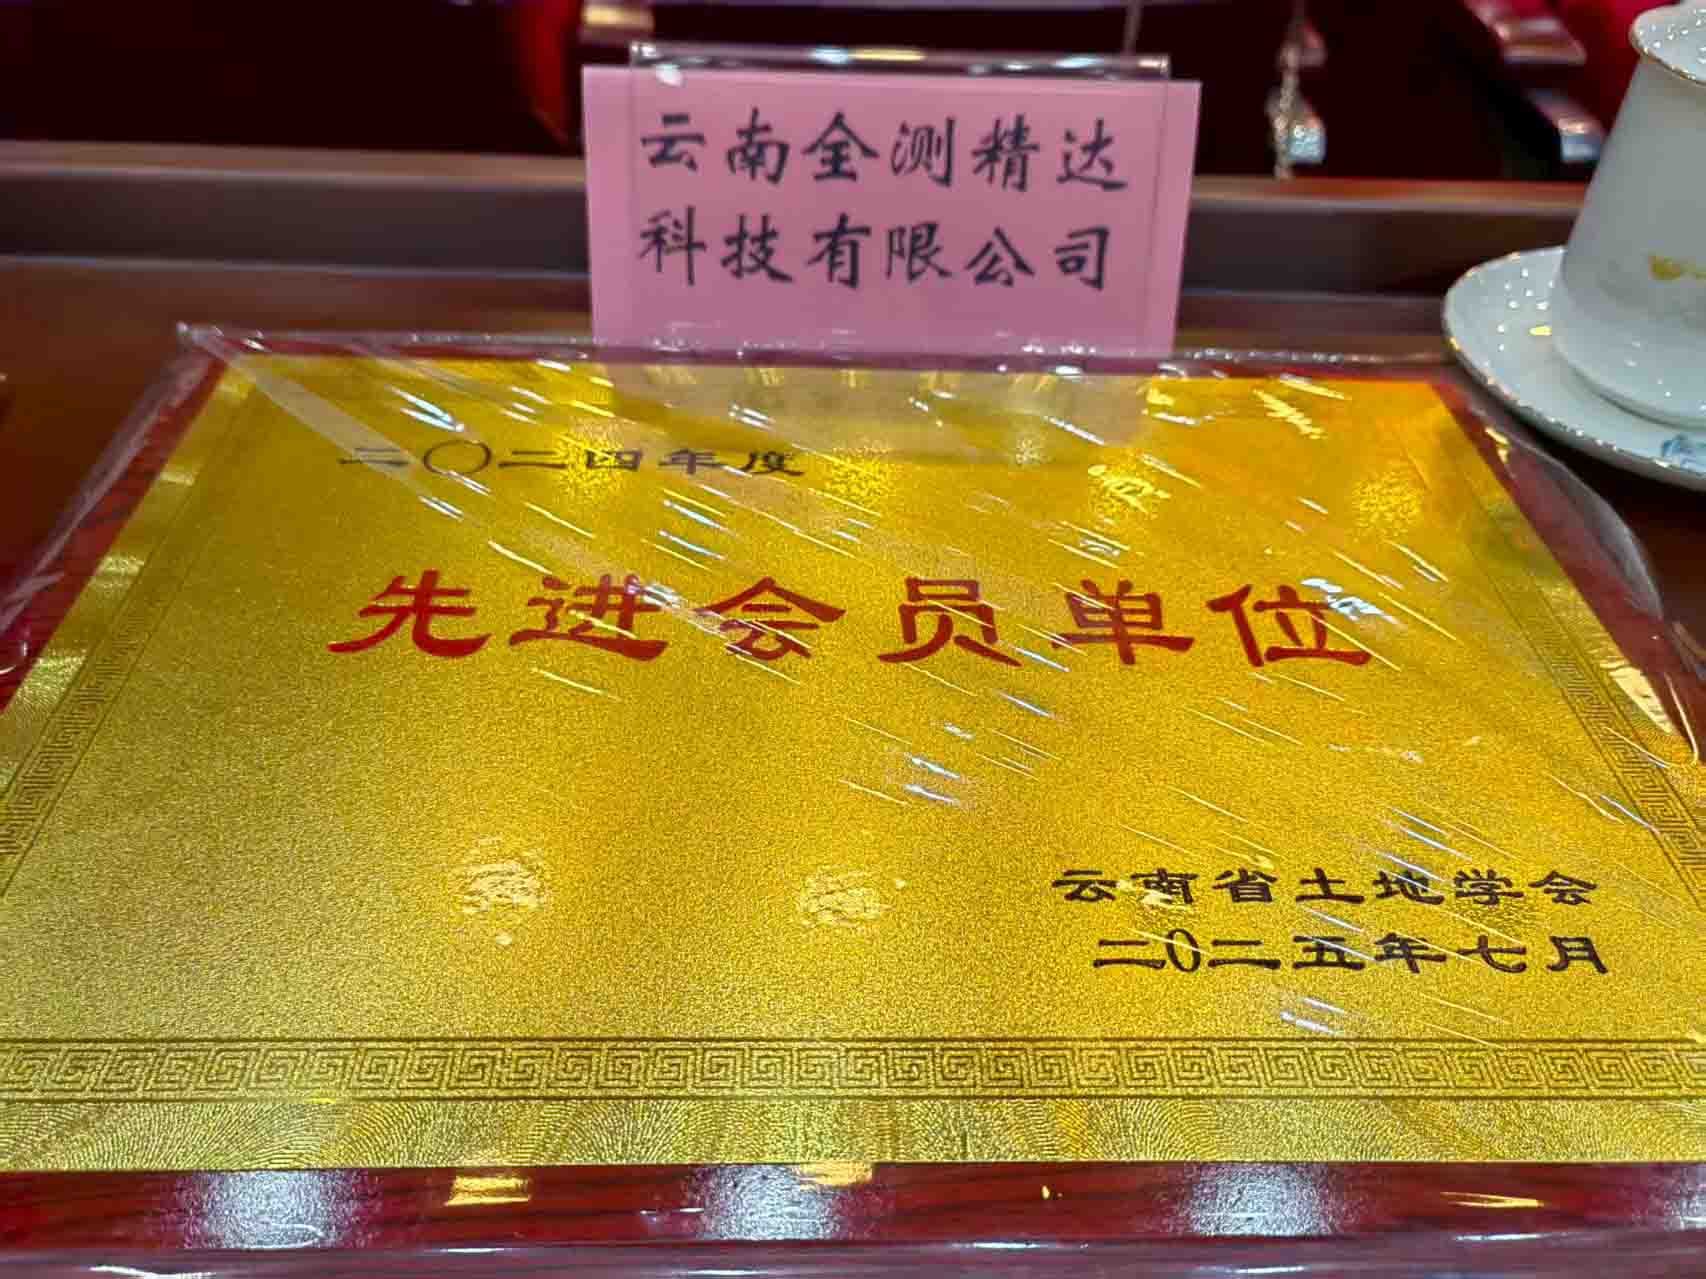 云南全测精达
科技有限公司
二〇二四年度
先进会员单位
云南省土地学会
二〇二五年七月